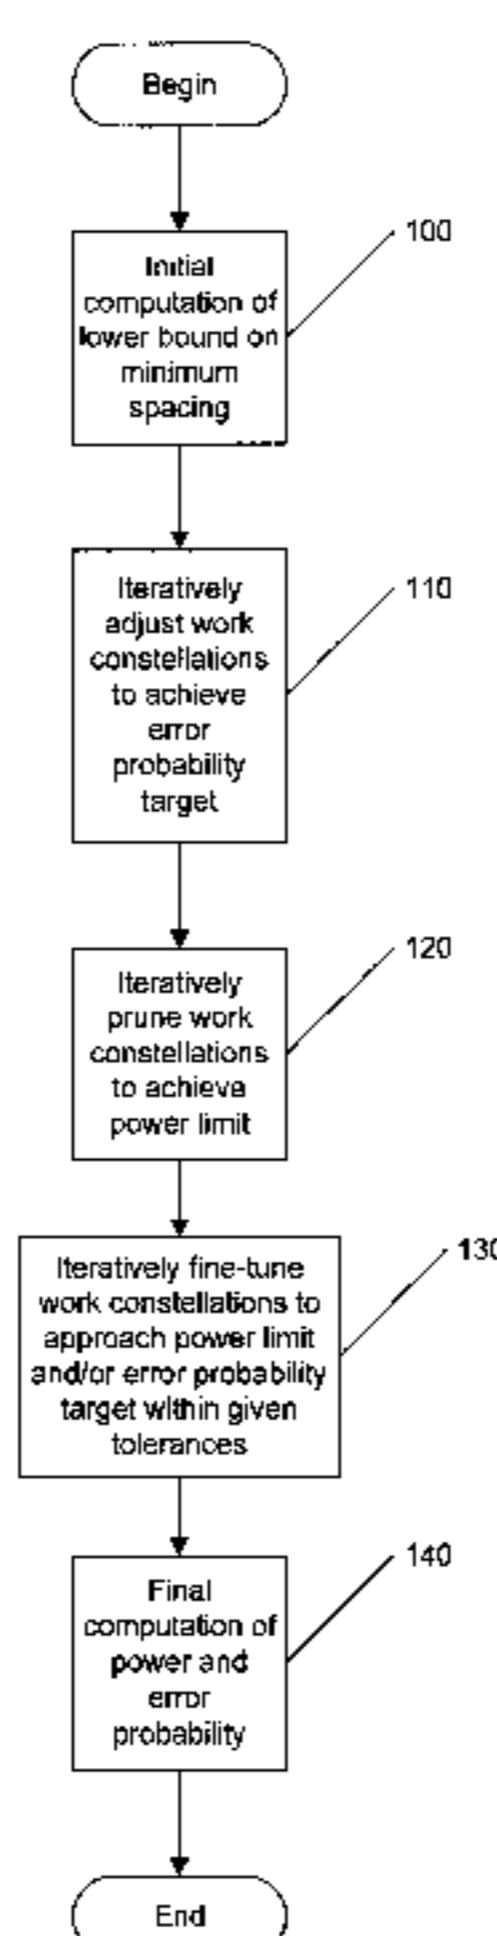 Begin
100
Initial
computation of
lower bound on
minimum
spacing
110
Iteratively
adjust work
constellations
to achieve
error
probability
target
120
Iteratively
prune work
constellations
to achieve
power limit
130
Iteratively fine-tune
work constellations to
approach power limit
and/or error probability
target within given
tolerances
140
Final
computation of
power and
error
probability
End